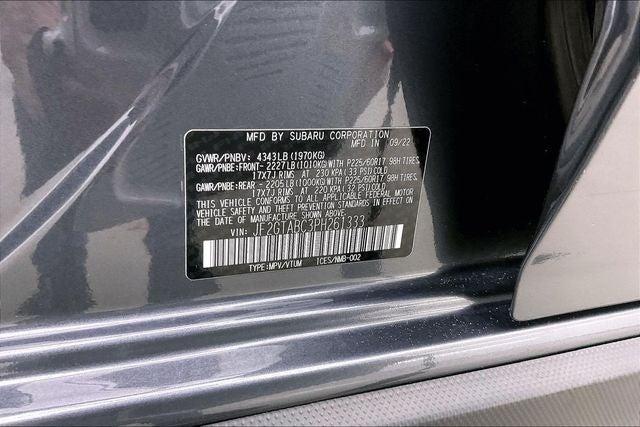 MFD BY SUBARU CORPORATION
MFD IN 09/22
GVWR/PNBV: 4343LB (1970KG)
GAWR/PNBE:FRONT- 2227LB (1010KG)WITH P225/60R17 98H TIRES
17X7J RIMS AT 230 KPA (33 PSI)COLD
GAWR/PNBE:REAR - 2205LB (1000KG)WITH P225/60R17 98H TIRES
17X7J RIMS AT 220 KPA (32 PSI)COLD
THIS VEHICLE CONFORMS TO ALL APPLICABLE FEDERAL MOTOR
VEHICLE SAFETY BUMPER AND THEFT PREVENTION STANDARDS IN EFFECT ON
THE DATE OF MANUFACTURE SHOWN ABOVE
VIN: JF2GTABC3PH261333
TYPE:MPV/VTUM ICES/NMB-002